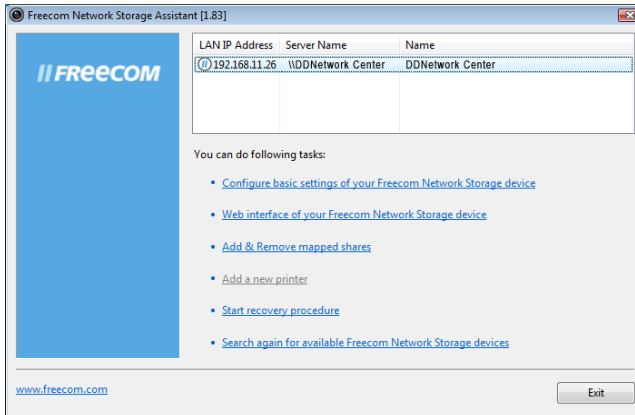 Freecom Network Storage Assistant [1.83]
FREECOM
LAN IP Address Server Name Name
192.168.11.26 \\DDNetwork Center DDNetwork Center
You can do following tasks:
• Configure basic settings of your Freecom Network Storage device
• Web interface of your Freecom Network Storage device
• Add & Remove mapped shares
• Add a new printer
• Start recovery procedure
• Search again for available Freecom Network Storage devices
www.freecom.com
Exit